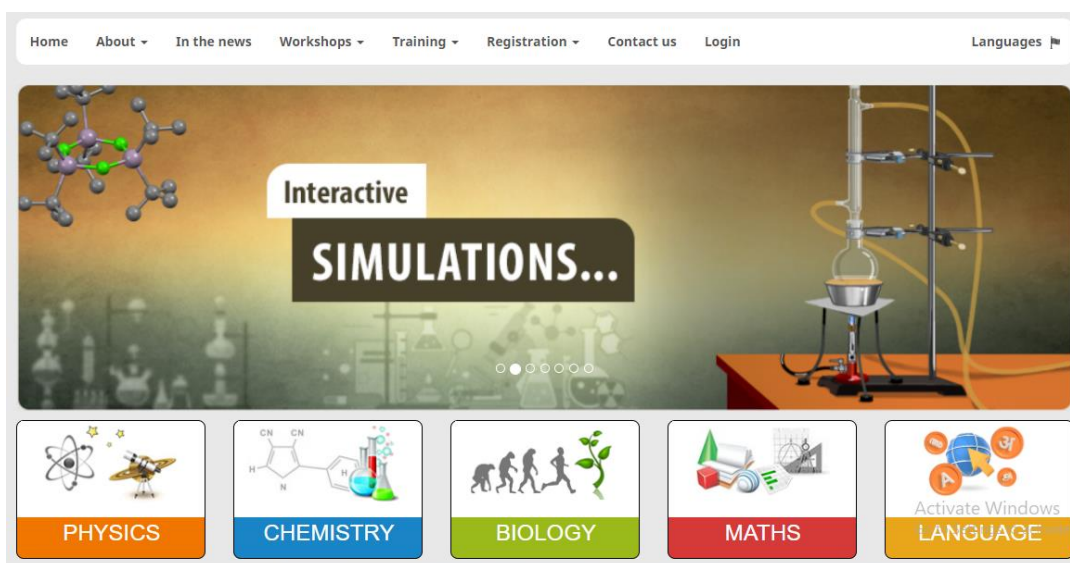 Home About In the news Workshops Training Registration Contact us Login Languages
Interactive
SIMULATIONS...
CN CN
H H
N
अ
A
PHYSICS CHEMISTRY BIOLOGY MATHS LANGUAGE
Activate Windows